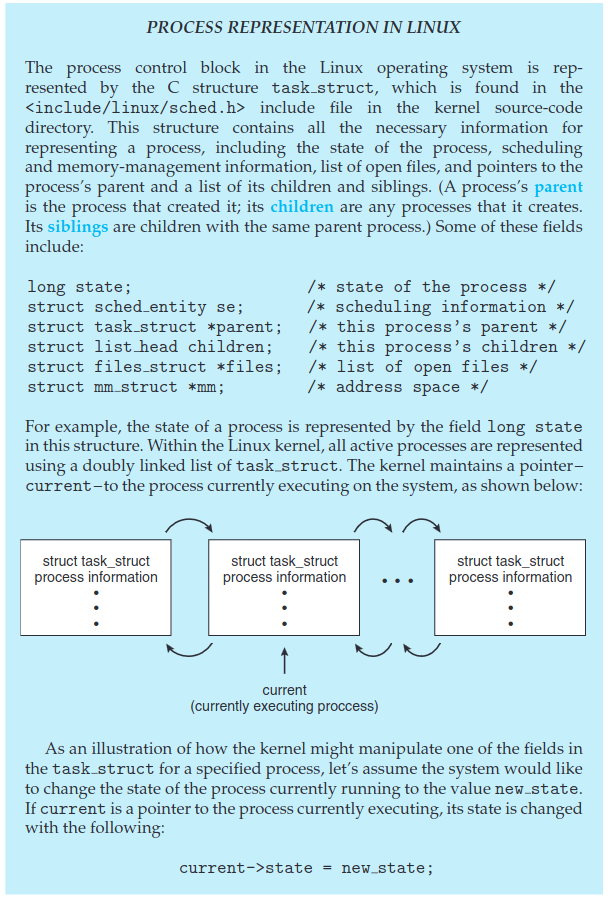 PROCESS REPRESENTATION IN LINUX
The process control block in the Linux operating system is rep-
resented by the C structure task_struct, which is found in the
<include/linux/sched.h> include file in the kernel source-code
directory. This structure contains all the necessary information for
representing a process, including the state of the process, scheduling
and memory-management information, list of open files, and pointers to the
process's parent and a list of its children and siblings. (A process's parent
is the process that created it; its children are any processes that it creates.
Its siblings are children with the same parent process.) Some of these fields
include:
long state; /* state of the process */
struct sched_entity se; /* scheduling information */
struct task_struct *parent; /* this process's parent */
struct list_head children; /* this process's children */
struct files_struct *files; /* list of open files */
struct mm_struct *mm; /* address space */
For example, the state of a process is represented by the field long state
in this structure. Within the Linux kernel, all active processes are represented
using a doubly linked list of task_struct. The kernel maintains a pointer–
current–to the process currently executing on the system, as shown below:
struct task_struct
process information
struct task_struct
process information
• • •
struct task_struct
process information
current
(currently executing proccess)
As an illustration of how the kernel might manipulate one of the fields in
the task_struct for a specified process, let's assume the system would like
to change the state of the process currently running to the value new_state.
If current is a pointer to the process currently executing, its state is changed
with the following:
current->state = new_state;